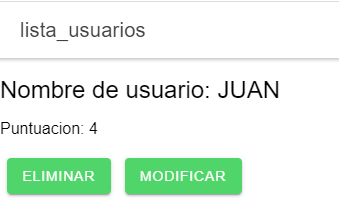 lista_usuarios
Nombre de usuario: JUAN
Puntuacion: 4
ELIMINAR MODIFICAR